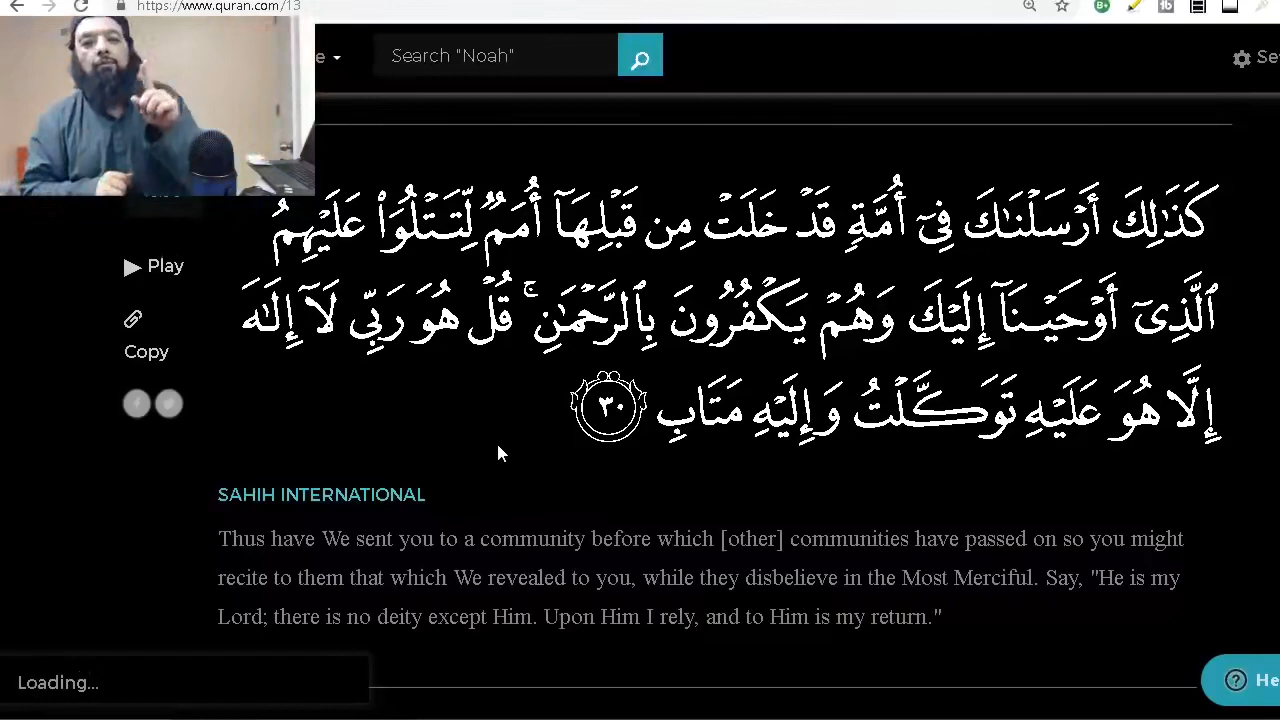 https://www.quran.com/13
e
Search "Noah"
Se
كَذَٰلِكَ أَرْسَلْنَـٰكَ فِىٓ أُمَّةٍ قَدْ خَلَتْ مِن قَبْلِهَآ أُمَمٌ لِّتَتْلُوَا۟ عَلَيْهِمُ
ٱلَّذِىٓ أَوْحَيْنَآ إِلَيْكَ وَهُمْ يَكْفُرُونَ بِٱلرَّحْمَـٰنِ ۚ قُلْ هُوَ رَبِّى لَآ إِلَـٰهَ
إِلَّا هُوَ عَلَيْهِ تَوَكَّلْتُ وَإِلَيْهِ مَتَابِ ٣٠
Play
Copy
SAHIH INTERNATIONAL
Thus have We sent you to a community before which [other] communities have passed on so you might
recite to them that which We revealed to you, while they disbelieve in the Most Merciful. Say, "He is my
Lord; there is no deity except Him. Upon Him I rely, and to Him is my return."
Loading...
He